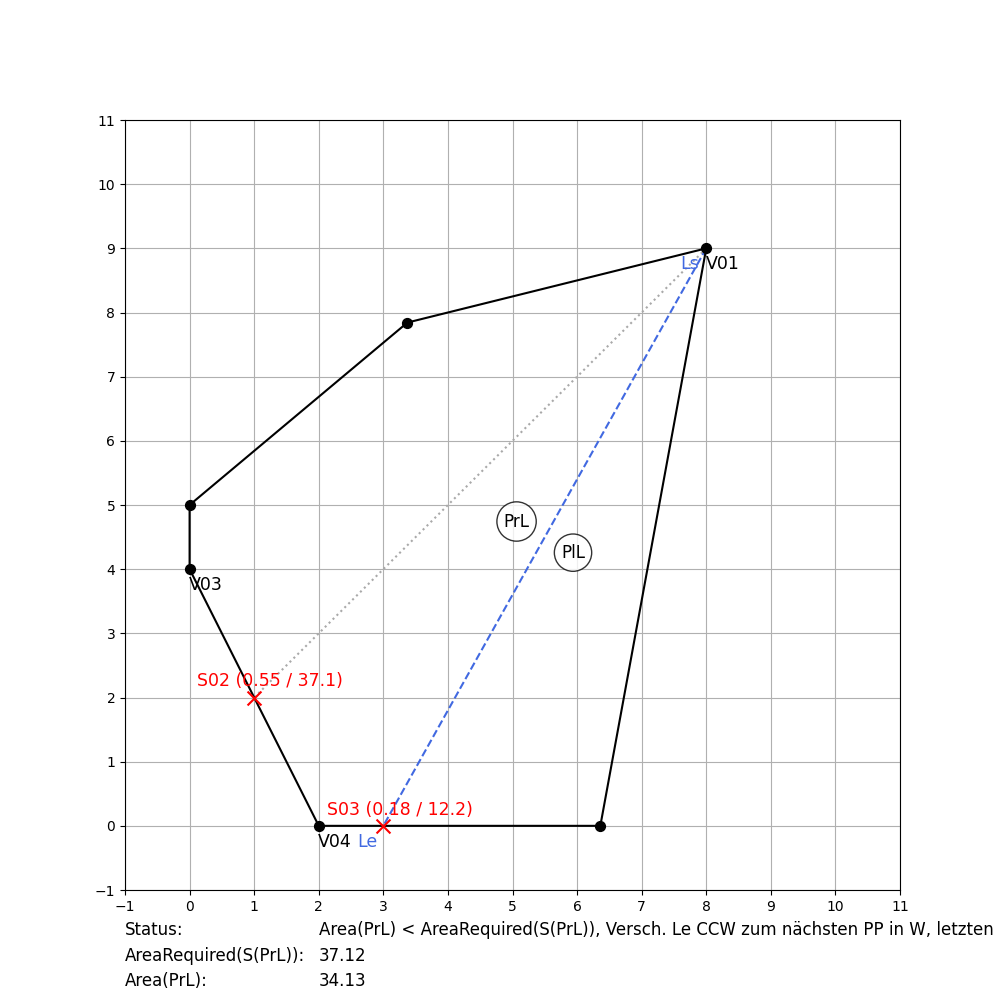 11
10
9
8
7
6
5
4
3
2
1
0
−1
−1 0 1 2 3 4 5 6 7 8 9 10 11
Ls V01
PrL
PlL
V03
S02 (0.55 / 37.1)
S03 (0.18 / 12.2)
V04 Le
Status: Area(PrL) < AreaRequired(S(PrL)), Versch. Le CCW zum nächsten PP in W, letzten
AreaRequired(S(PrL)): 37.12
Area(PrL): 34.13